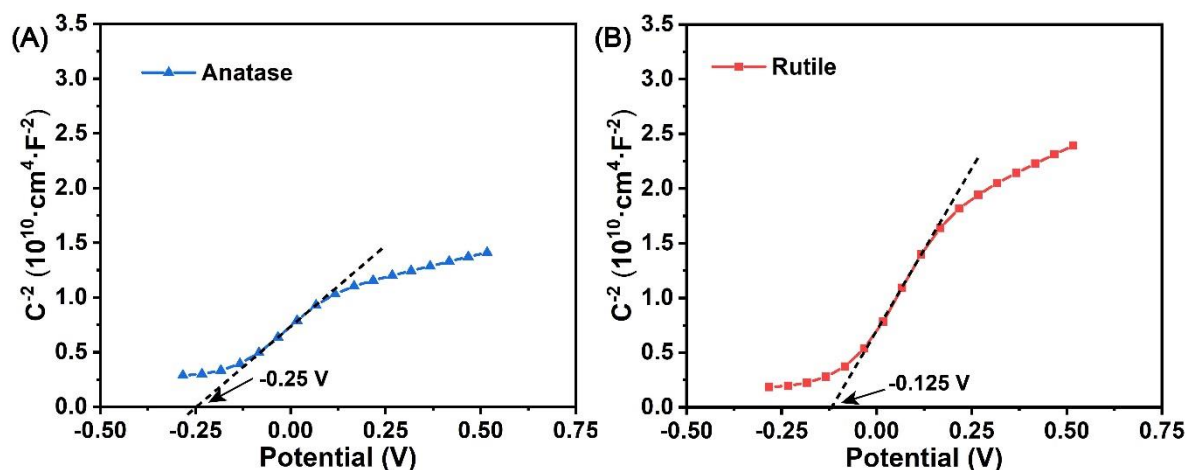 (A)
Anatase
3.5
3.0
2.5
2.0
1.5
1.0
0.5
0.0
C⁻² (10¹⁰·cm⁴·F⁻²)
-0.25 V
-0.50 -0.25 0.00 0.25 0.50 0.75
Potential (V)
(B)
Rutile
3.5
3.0
2.5
2.0
1.5
1.0
0.5
0.0
C⁻² (10¹⁰·cm⁴·F⁻²)
-0.125 V
-0.50 -0.25 0.00 0.25 0.50 0.75
Potential (V)